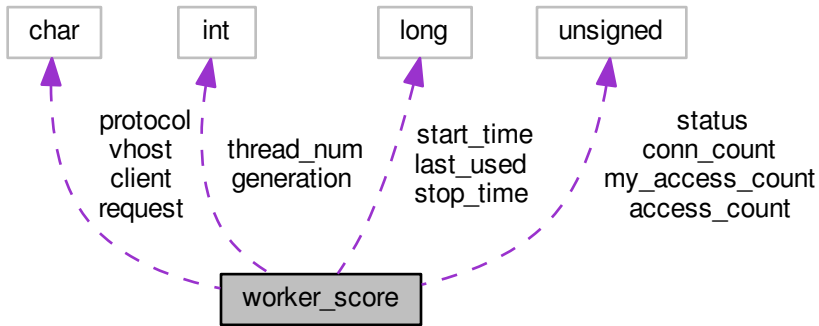 char
int
long
unsigned
protocol
vhost
client
request
thread_num
generation
start_time
last_used
stop_time
status
conn_count
my_access_count
access_count
worker_score